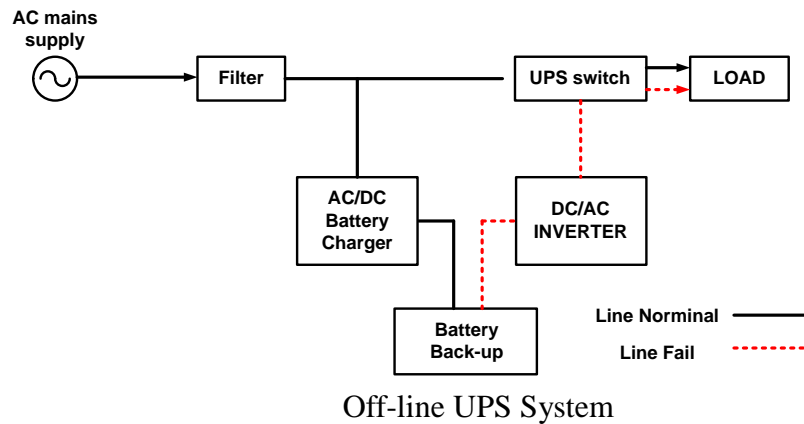 AC mains
supply
Filter
UPS switch
LOAD
AC/DC
Battery
Charger
DC/AC
INVERTER
Battery
Back-up
Line Norminal
Line Fail
Off-line UPS System